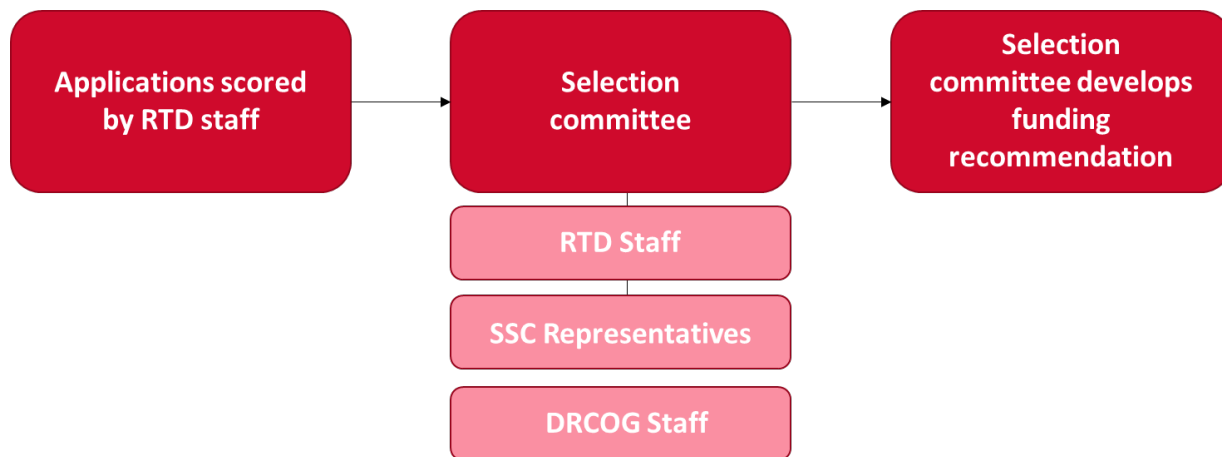 Applications scored
by RTD staff
Selection
committee
Selection
committee develops
funding
recommendation
RTD Staff
SSC Representatives
DRCOG Staff